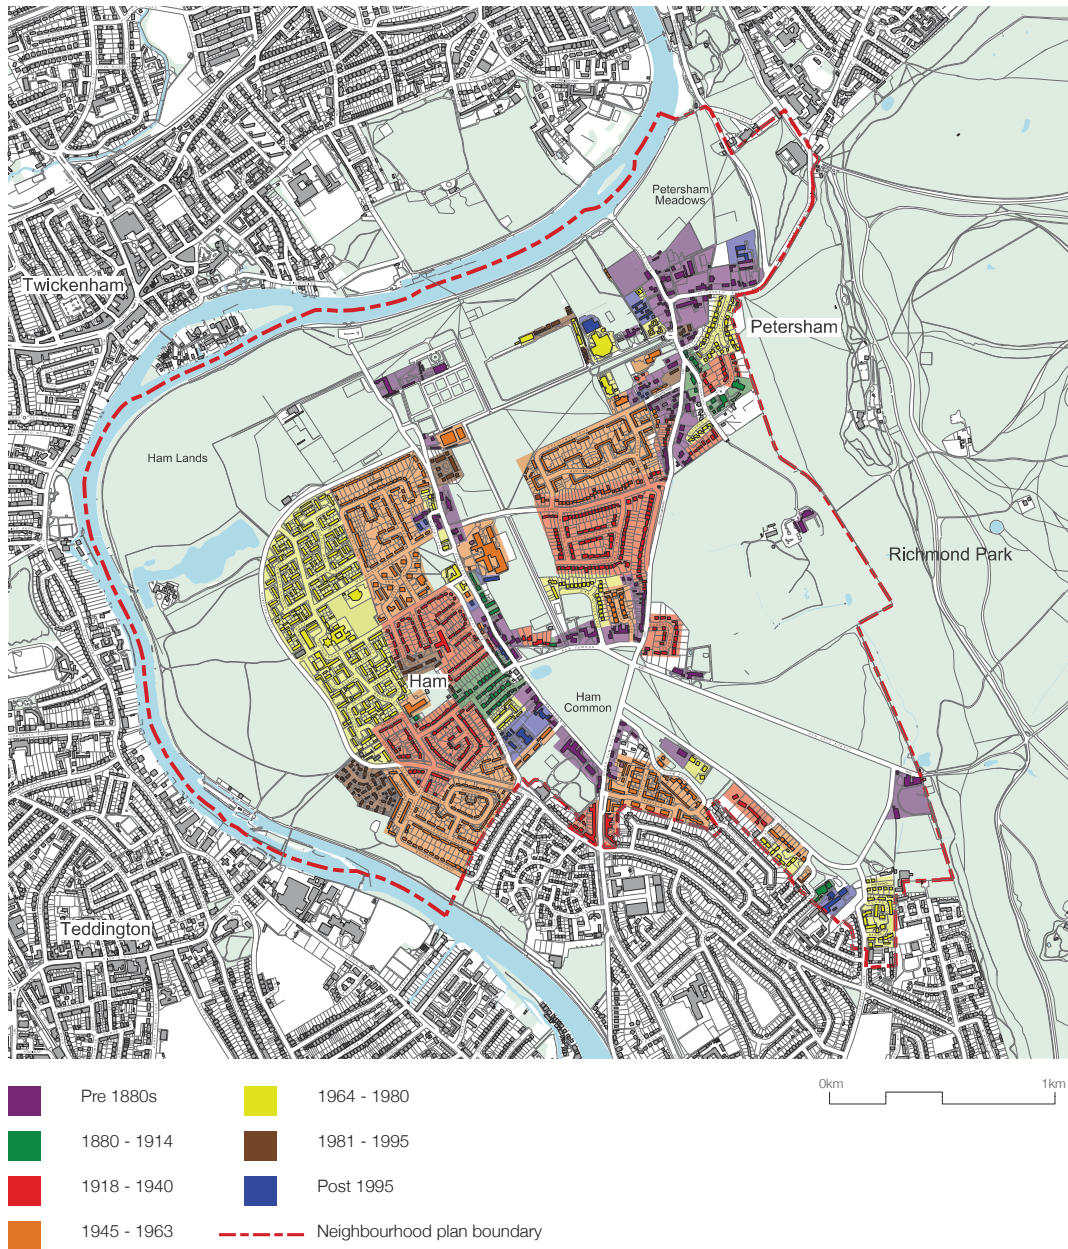 Petersham
Meadows
Twickenham
Petersham
Ham Lands
Richmond Park
Ham
Ham
Common
Teddington
Pre 1880s
1880 - 1914
1918 - 1940
1945 - 1963
1964 - 1980
1981 - 1995
Post 1995
Neighbourhood plan boundary
0km
1km